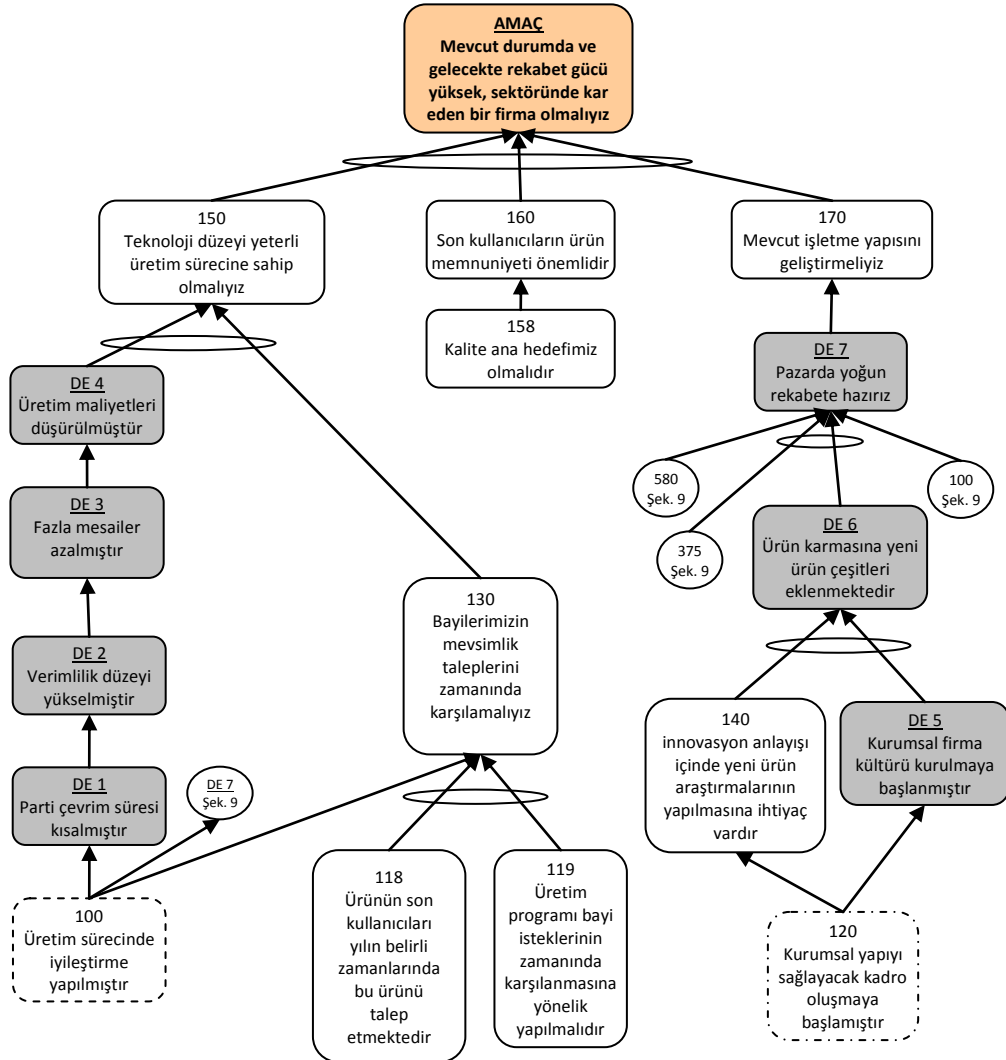 AMAÇ
Mevcut durumda ve
gelecekte rekabet gücü
yüksek, sektöründe kar
eden bir firma olmalıyız
150
Teknoloji düzeyi yeterli
üretim sürecine sahip
olmalıyız
160
Son kullanıcıların ürün
memnuniyeti önemlidir
170
Mevcut işletme yapısını
geliştirmeliyiz
158
Kalite ana hedefimiz
olmalıdır
DE 4
Üretim maliyetleri
düşürülmüştür
DE 7
Pazarda yoğun
rekabete hazırız
580
Şek. 9
375
Şek. 9
100
Şek. 9
DE 3
Fazla mesailer
azalmıştır
DE 6
Ürün karmasına yeni
ürün çeşitleri
eklenmektedir
130
Bayilerimizin
mevsimlik
taleplerini
zamanında
karşılamalıyız
DE 2
Verimlilik düzeyi
yükselmiştir
140
innovasyon anlayışı
içinde yeni ürün
araştırmalarının
yapılmasına ihtiyaç
vardır
DE 5
Kurumsal firma
kültürü kurulmaya
başlanmıştır
DE 1
Parti çevrim süresi
kısalmıştır
DE 7
Şek. 9
100
Üretim sürecinde
iyileştirme
yapılmıştır
118
Ürünün son
kullanıcıları
yılın belirli
zamanlarında
bu ürünü
talep
etmektedir
119
Üretim
programı bayi
isteklerinin
zamanında
karşılanmasına
yönelik
yapılmalıdır
120
Kurumsal yapıyı
sağlayacak kadro
oluşmaya
başlamıştır